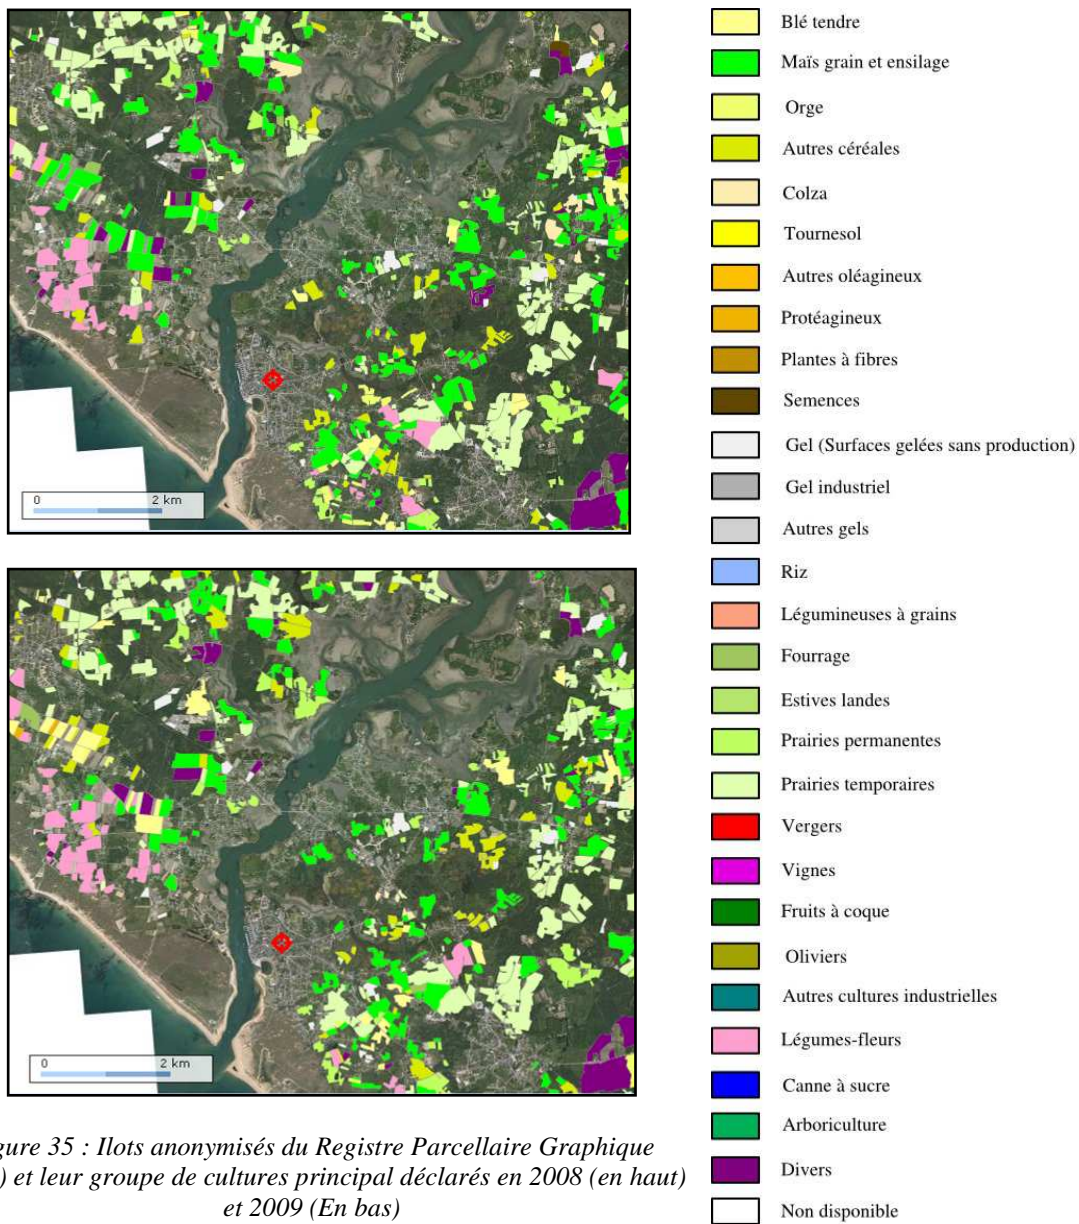 0 2 km
0 2 km
Blé tendre
Maïs grain et ensilage
Orge
Autres céréales
Colza
Tournesol
Autres oléagineux
Protéagineux
Plantes à fibres
Semences
Gel (Surfaces gelées sans production)
Gel industriel
Autres gels
Riz
Légumineuses à grains
Fourrage
Estives landes
Prairies permanentes
Prairies temporaires
Vergers
Vignes
Fruits à coque
Oliviers
Autres cultures industrielles
Légumes-fleurs
Canne à sucre
Arboriculture
Divers
Non disponible
gure 35 : Ilots anonymisés du Registre Parcellaire Graphique
) et leur groupe de cultures principal déclarés en 2008 (en haut)
et 2009 (En bas)